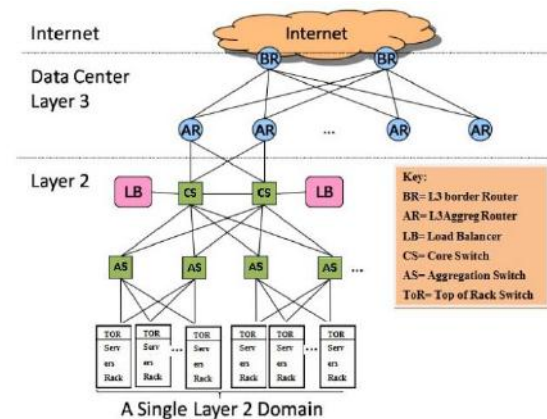 Internet
Internet
BR BR
Data Center
Layer 3
AR AR ... AR AR
Layer 2
LB CS CS LB
Key:
BR= L3 border Router
AR= L3Aggreg Router
LB= Load Balancer
CS= Core Switch
AS= Aggregation Switch
ToR= Top of Rack Switch
AS AS AS AS ...
TOR TOR TOR TOR TOR TOR
Serv Serv ... Serv Serv Serv ... Serv
ers ers ers ers ers ers
Rack Rack Rack Rack Rack Rack
A Single Layer 2 Domain